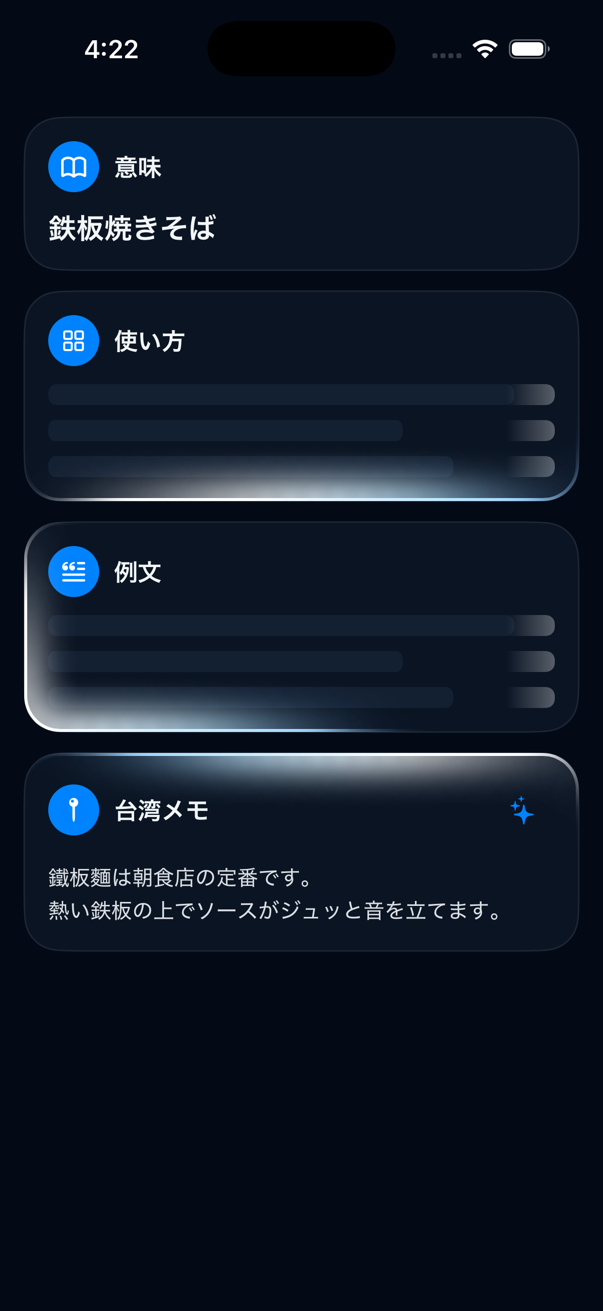 4:22
意味
鉄板焼きそば
使い方
例文
台湾メモ
鐵板麵は朝食店の定番です。
熱い鉄板の上でソースがジュッと音を立てます。